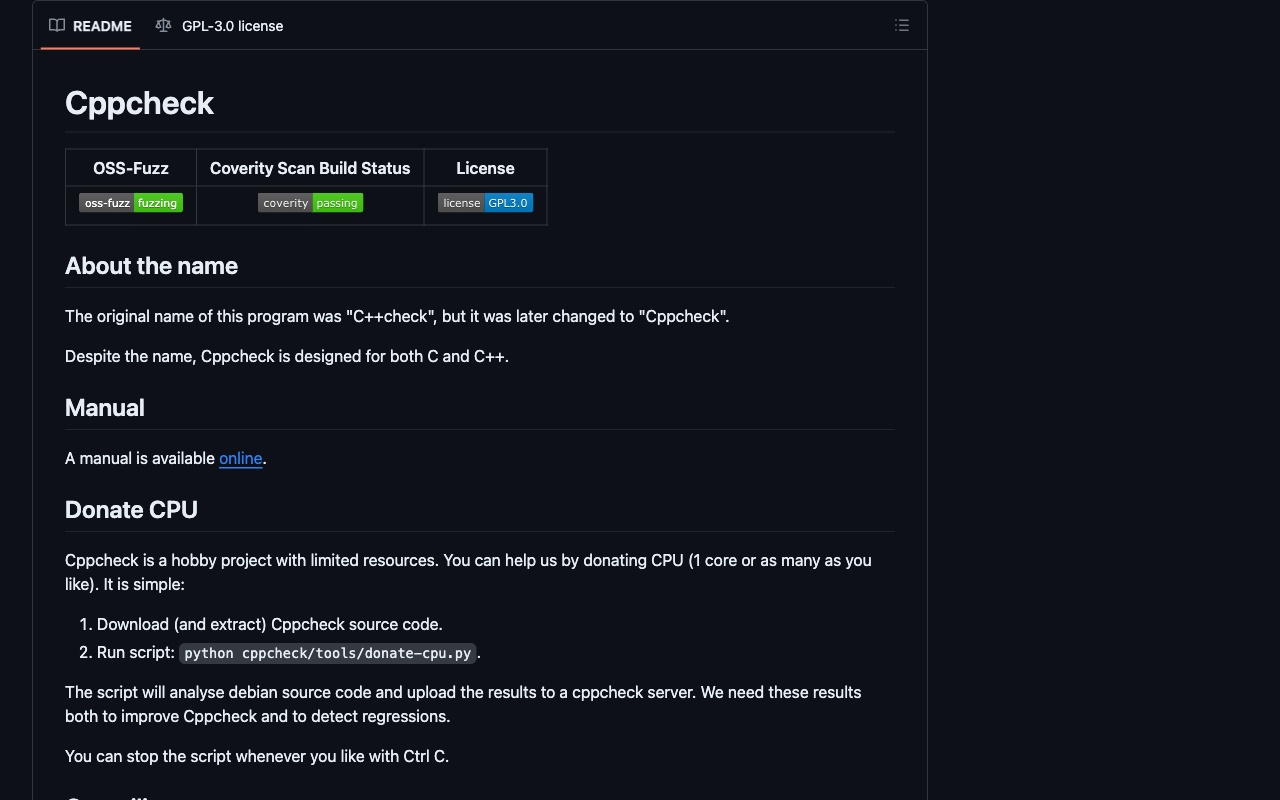 README
GPL-3.0 license
Cppcheck
OSS-Fuzz
Coverity Scan Build Status
License
oss-fuzz fuzzing
coverity passing
license GPL3.0
About the name
The original name of this program was "C++check", but it was later changed to "Cppcheck".
Despite the name, Cppcheck is designed for both C and C++.
Manual
A manual is available online.
Donate CPU
Cppcheck is a hobby project with limited resources. You can help us by donating CPU (1 core or as many as you
like). It is simple:
1. Download (and extract) Cppcheck source code.
2. Run script: python cppcheck/tools/donate-cpu.py.
The script will analyse debian source code and upload the results to a cppcheck server. We need these results
both to improve Cppcheck and to detect regressions.
You can stop the script whenever you like with Ctrl C.